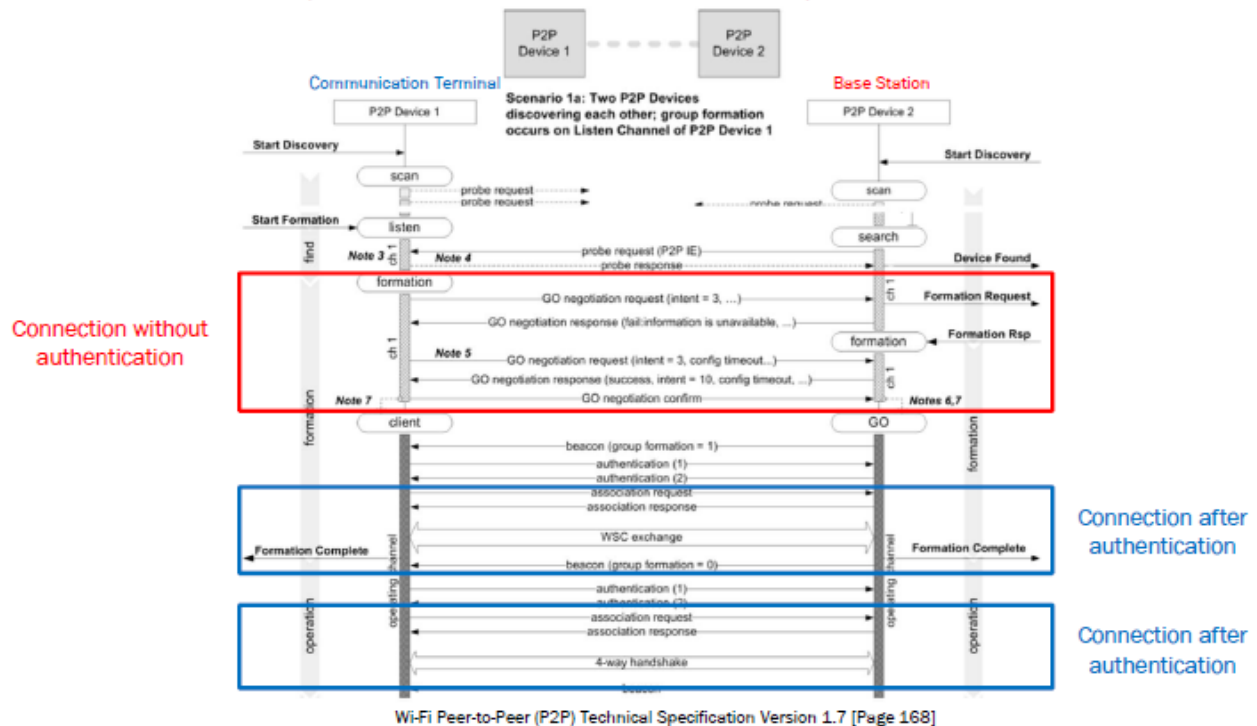 P2P
Device 1
P2P
Device 2
Communication Terminal
Base Station
P2P Device 1
Scenario 1a: Two P2P Devices
discovering each other; group formation
occurs on Listen Channel of P2P Device 1
P2P Device 2
Start Discovery
Start Discovery
scan
scan
probe request
probe request
probe request
Start Formation
listen
search
find
Note 3
ch 1
Note 4
probe request (P2P IE)
probe response
Device Found
Connection without
authentication
formation
GO negotiation request (intent = 3, ...)
ch 1
Formation Request
GO negotiation response (fail:information is unavailable, ...)
formation
Formation Rsp
ch 1
Note 5
GO negotiation request (intent = 3, config timeout...)
GO negotiation response (success, intent = 10, config timeout, ...)
ch 1
Note 7
GO negotiation confirm
Notes 6,7
formation
client
GO
formation
beacon (group formation = 1)
authentication (1)
authentication (2)
association request
association response
Connection after
authentication
WSC exchange
Formation Complete
Formation Complete
beacon (group formation = 0)
operating channel
operating channel
authentication (1)
authentication (2)
association request
association response
operation
operation
Connection after
authentication
4-way handshake
beacon
Wi-Fi Peer-to-Peer (P2P) Technical Specification Version 1.7 [Page 168]